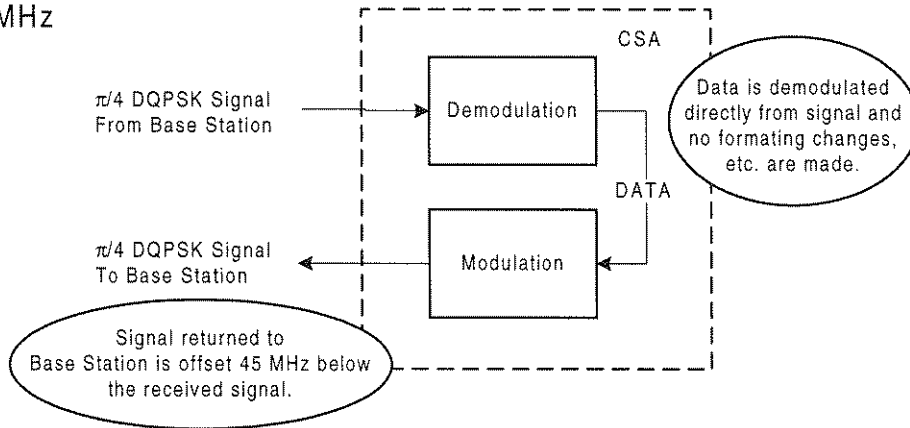 MHz
CSA
π/4 DQPSK Signal
From Base Station
Demodulation
Data is demodulated
directly from signal and
no formating changes,
etc. are made.
DATA
π/4 DQPSK Signal
To Base Station
Modulation
Signal returned to
Base Station is offset 45 MHz below
the received signal.